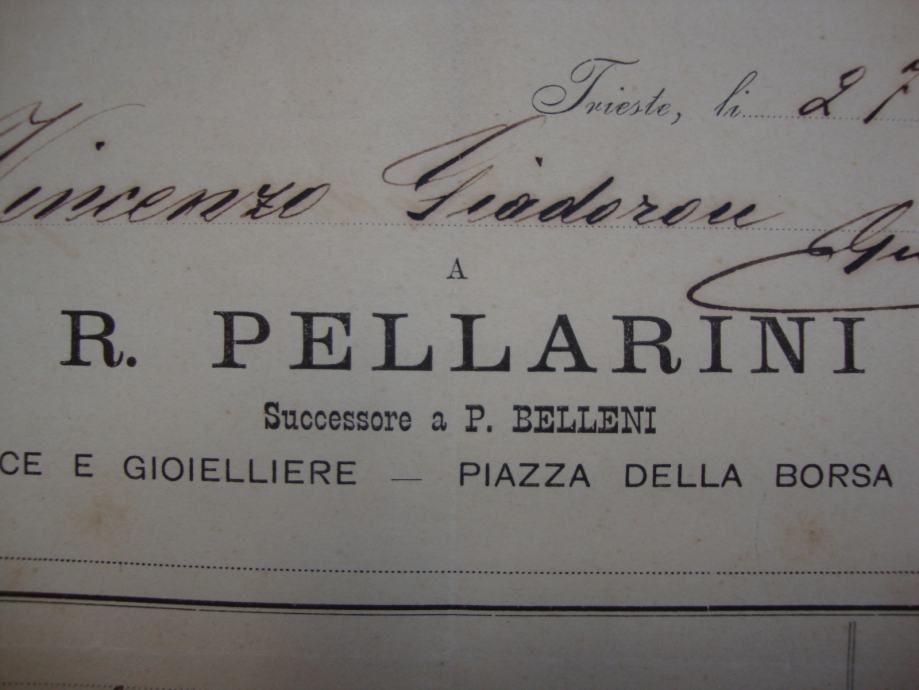 Trieste, li 27
Vincenzo Giadorou
A
R. PELLARINI
Successore a P. BELLENI
CE E GIOIELLIERE — PIAZZA DELLA BORSA